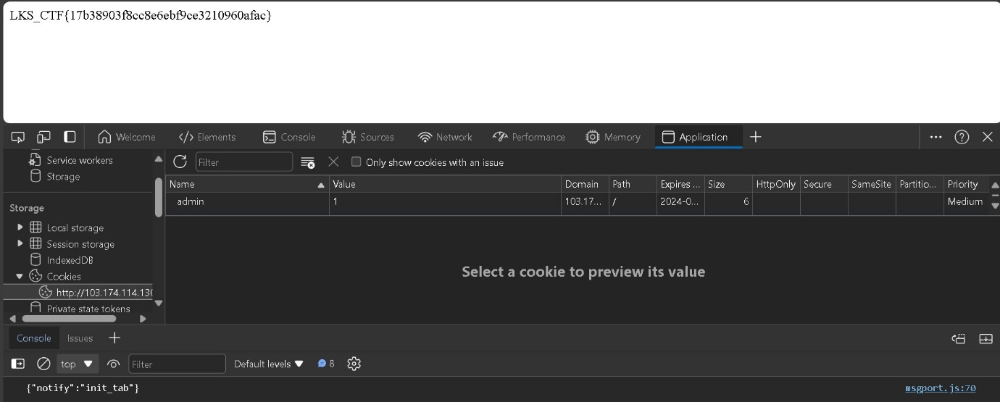 LKS_CTF{17b38903f8cc8e6ebf9ce3210960afac}
Welcome Elements Console Sources Network Performance Memory Application
Service workers
Storage
Filter Only show cookies with an issue
Name Value Domain Path Expires ... Size HttpOnly Secure SameSite Partitio... Priority
admin 1 103.17... / 2024-0... 6 Medium
Storage
Local storage
Session storage
IndexedDB
Cookies
http://103.174.114.130
Private state tokens
Select a cookie to preview its value
Console Issues
top Filter Default levels 8
{"notify":"init_tab"} msgport.js:70